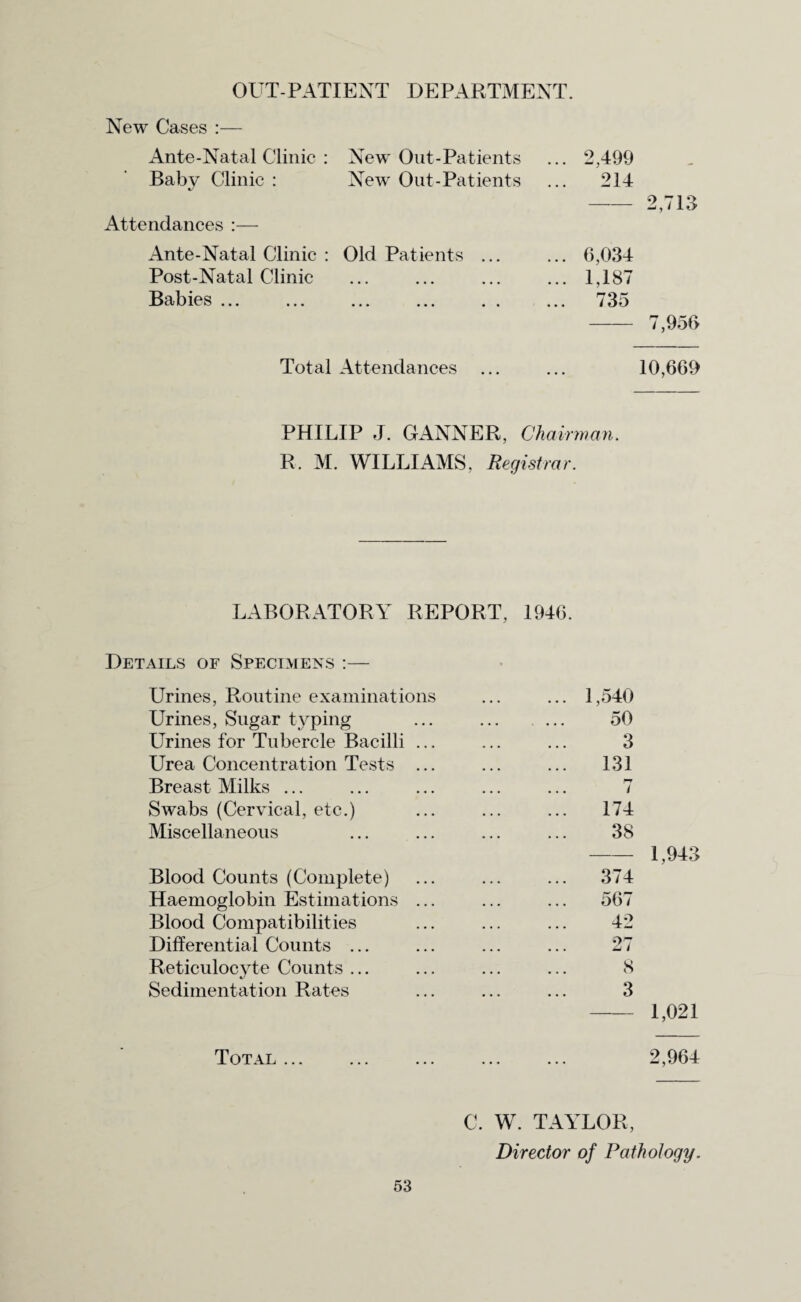 OUT-PATIENT DEPARTMENT.
New Cases :—
Ante-Natal Clinic : New Out-Patients ... 2,499
Baby Clinic : New Out-Patients ... 214
2,713
Attendances :—
Ante-Natal Clinic : Old Patients ... ... 6,034
Post-Natal Clinic ... ... ... ... 1,187
Babies ... ... ... ... . . ... 735
7,956
Total Attendances ... ... 10,669
PHILIP J. GANNER, Chairman.
R. M. WILLIAMS, Registrar.
LABORATORY REPORT, 1946.
Details of Specimens :—
Urines, Routine examinations ... ... 1,540
Urines, Sugar typing ... ... ... 50
Urines for Tubercle Bacilli ... ... ... 3
Urea Concentration Tests ... ... ... 131
Breast Milks ... ... ... ... ... 7
Swabs (Cervical, etc.) ... ... ... 174
Miscellaneous ... ... ... ... 38
1,943
Blood Counts (Complete) ... ... ... 374
Haemoglobin Estimations ... ... ... 567
Blood Compatibilities ... ... ... 42
Differential Counts ... ... ... ... 27
Reticulocyte Counts ... ... ... ... 8
Sedimentation Rates ... ... ... 3
1,021
Total ... ... ... ... ... 2,964
C. W. TAYLOR,
Director of Pathology.
53